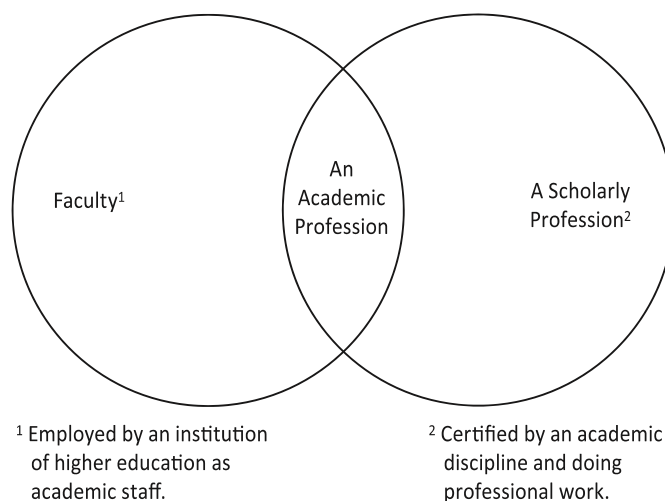 Faculty¹
An
Academic
Profession
A Scholarly
Profession²
¹ Employed by an institution
of higher education as
academic staff.
² Certified by an academic
discipline and doing
professional work.